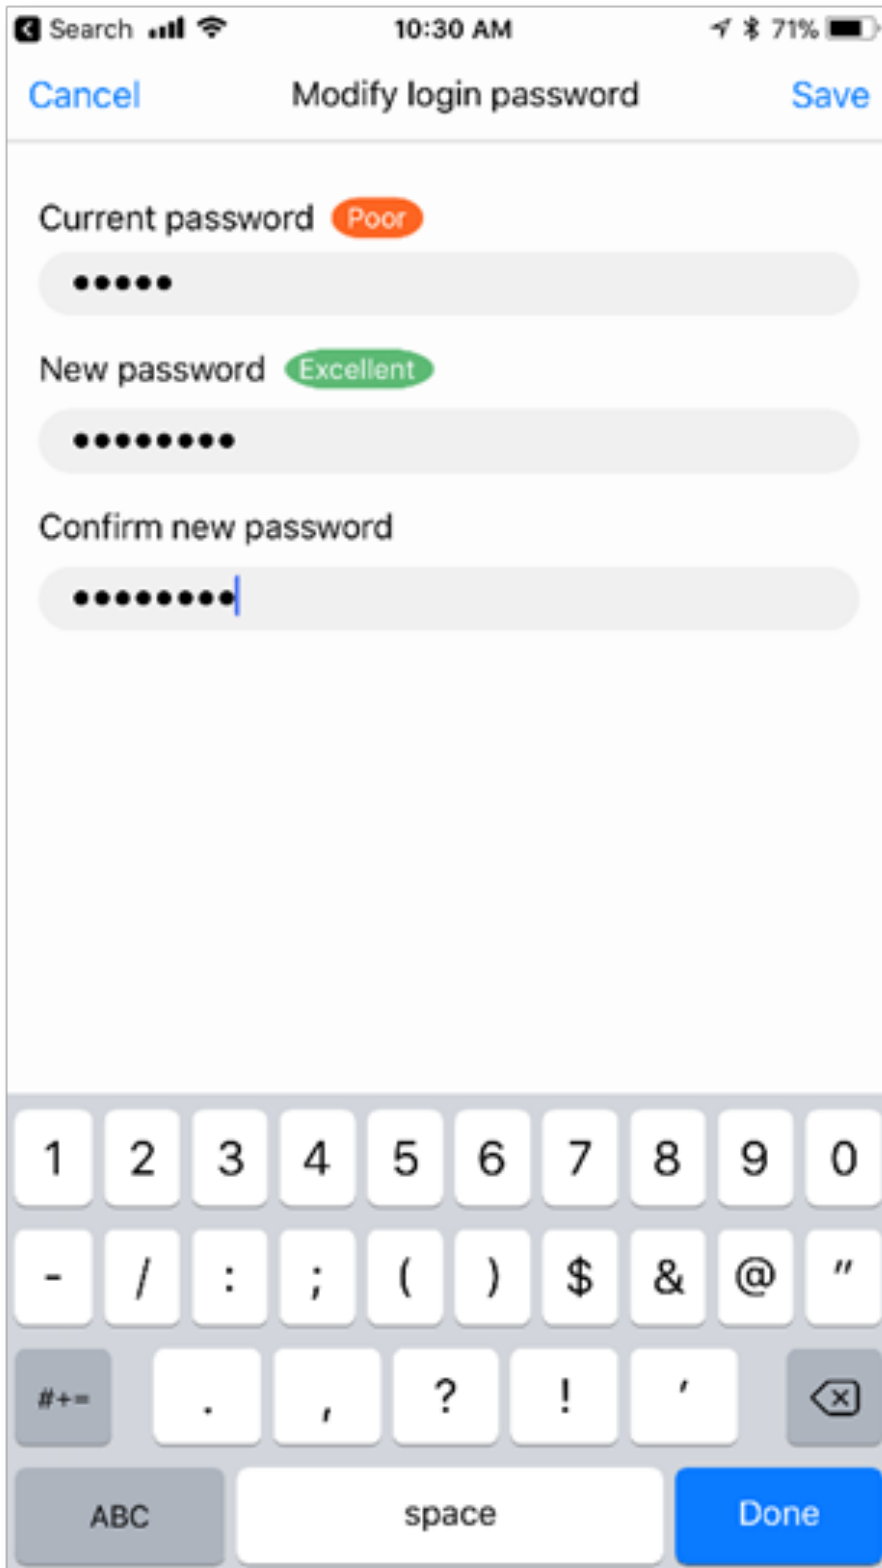 Search 10:30 AM 71%
Cancel Modify login password Save
Current password Poor
•••••
New password Excellent
••••••••
Confirm new password
••••••••
1 2 3 4 5 6 7 8 9 0
- / : ; ( ) $ & @ "
#+= . , ? ! '
ABC space Done